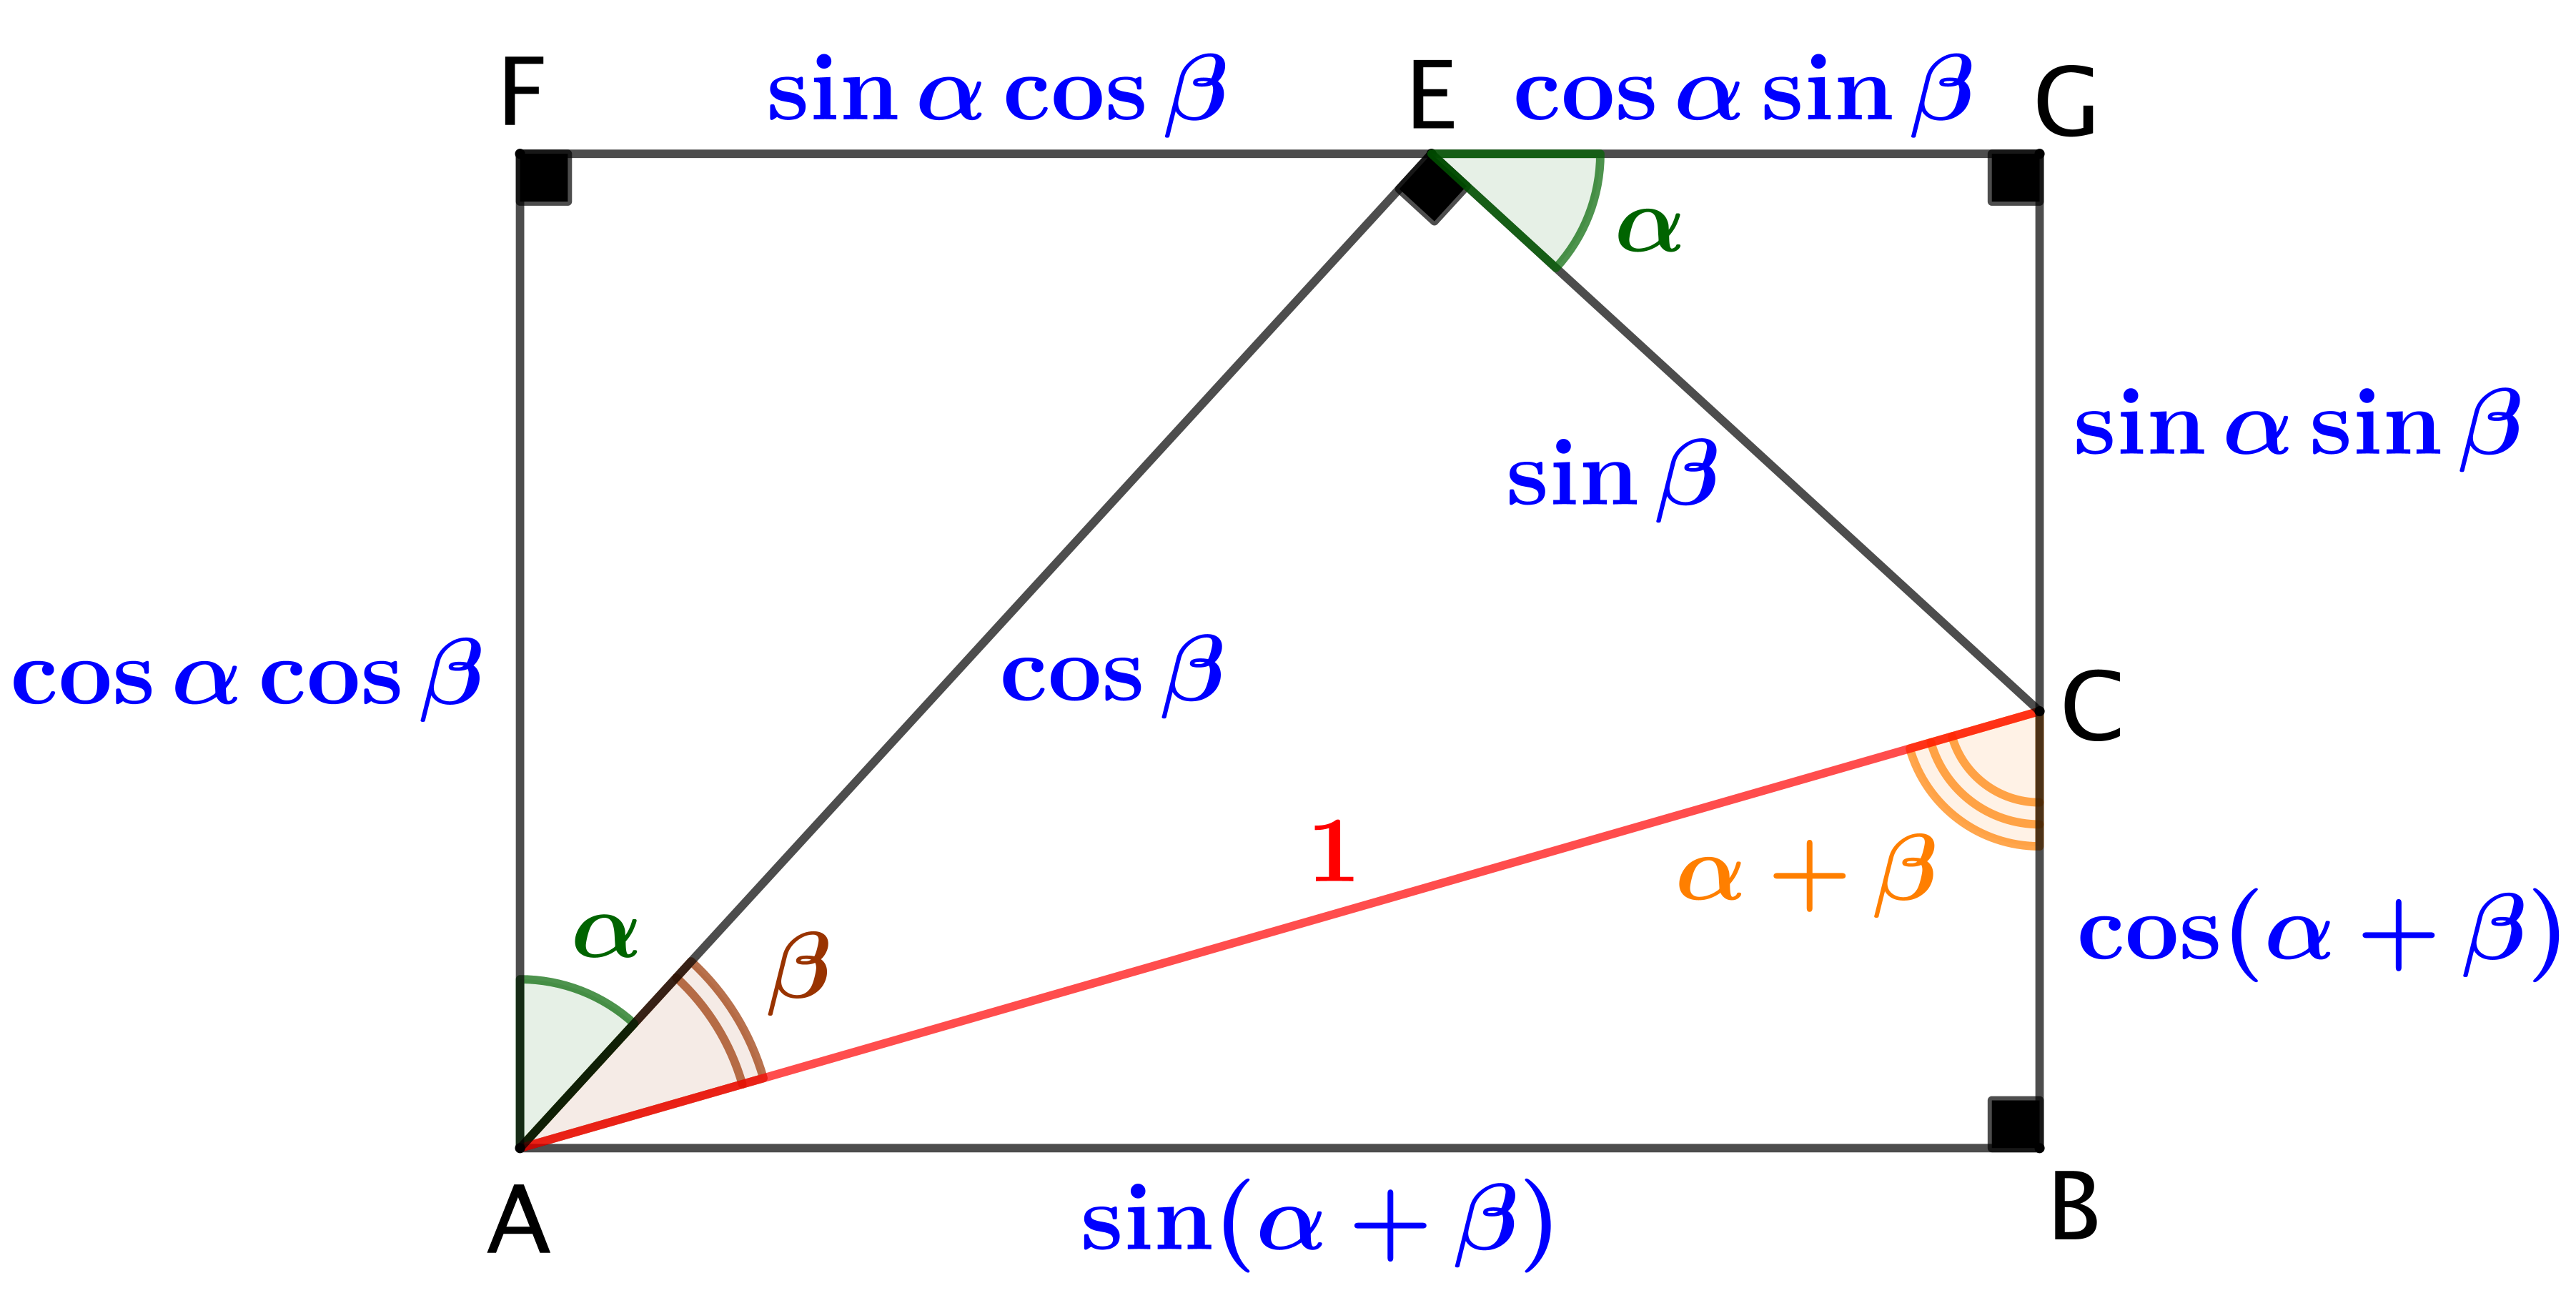 F sin α cos β E cos α sin β G
α
sin α sin β
sin β
cos α cos β
cos β
C
1
α + β
α
β
cos(α + β)
A
sin(α + β)
B